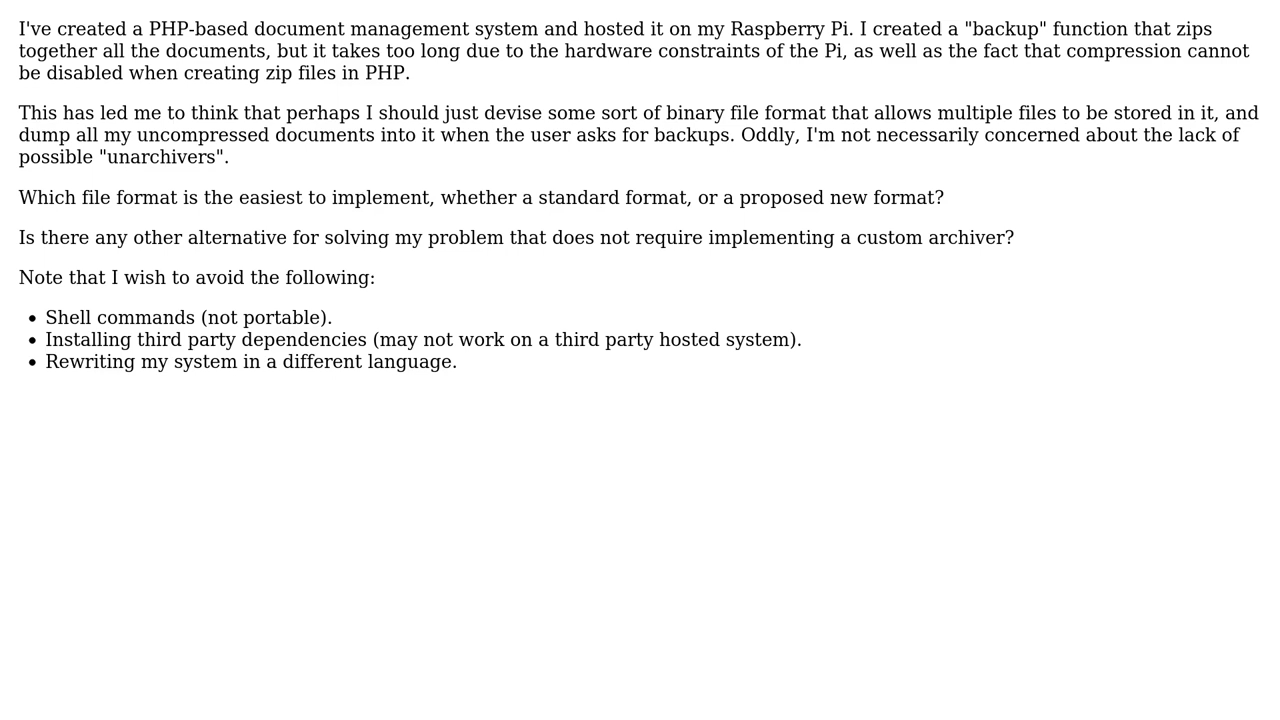 I've created a PHP-based document management system and hosted it on my Raspberry Pi. I created a "backup" function that zips
together all the documents, but it takes too long due to the hardware constraints of the Pi, as well as the fact that compression cannot
be disabled when creating zip files in PHP.
This has led me to think that perhaps I should just devise some sort of binary file format that allows multiple files to be stored in it, and
dump all my uncompressed documents into it when the user asks for backups. Oddly, I'm not necessarily concerned about the lack of
possible "unarchivers".
Which file format is the easiest to implement, whether a standard format, or a proposed new format?
Is there any other alternative for solving my problem that does not require implementing a custom archiver?
Note that I wish to avoid the following:
• Shell commands (not portable).
• Installing third party dependencies (may not work on a third party hosted system).
• Rewriting my system in a different language.